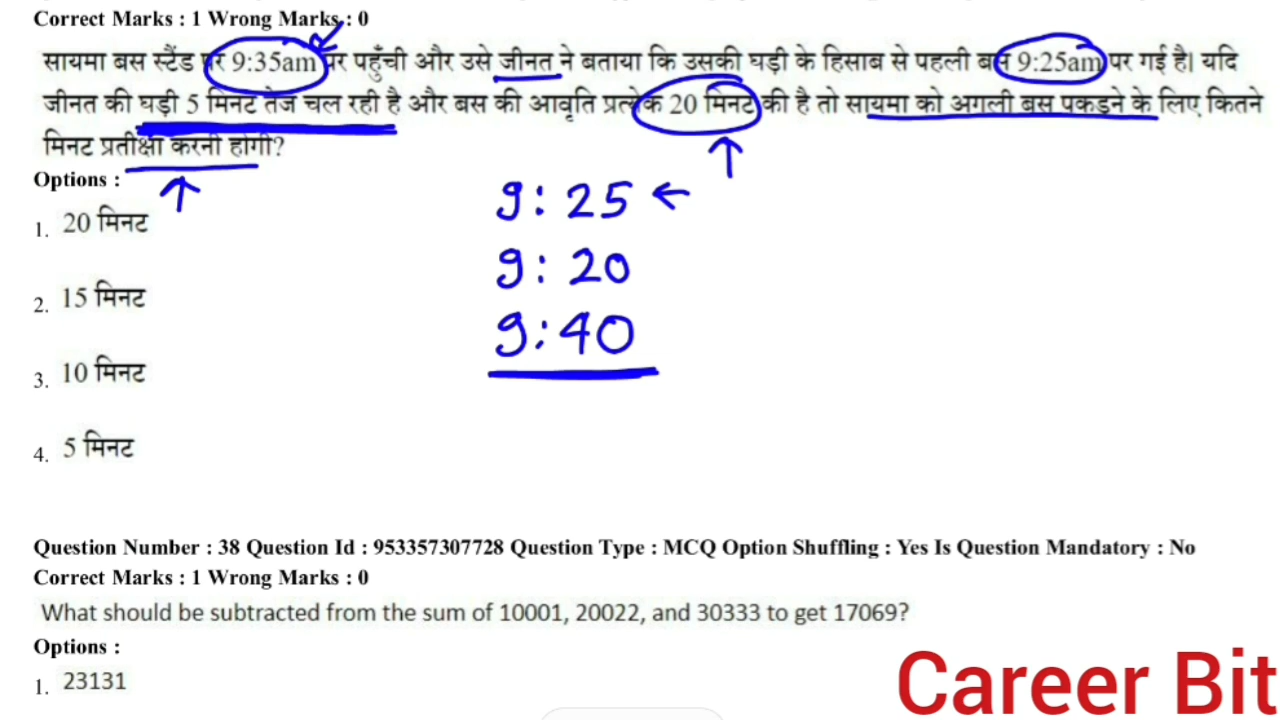 Correct Marks : 1 Wrong Marks : 0
सायमा बस स्टैंड पर 9:35am पर पहुँची और उसे जीनत ने बताया कि उसकी घड़ी के हिसाब से पहली बस 9:25am पर गई है। यदि
जीनत की घड़ी 5 मिनट तेज चल रही है और बस की आवृति प्रत्येक 20 मिनट की है तो सायमा को अगली बस पकडने के लिए कितने
मिनट प्रतीक्षा करनी होगी?
Options :
1. 20 मिनट
2. 15 मिनट
3. 10 मिनट
4. 5 मिनट
9: 25 ←
9: 20
9:40
Question Number : 38 Question Id : 953357307728 Question Type : MCQ Option Shuffling : Yes Is Question Mandatory : No
Correct Marks : 1 Wrong Marks : 0
What should be subtracted from the sum of 10001, 20022, and 30333 to get 17069?
Options :
1. 23131
Career Bit